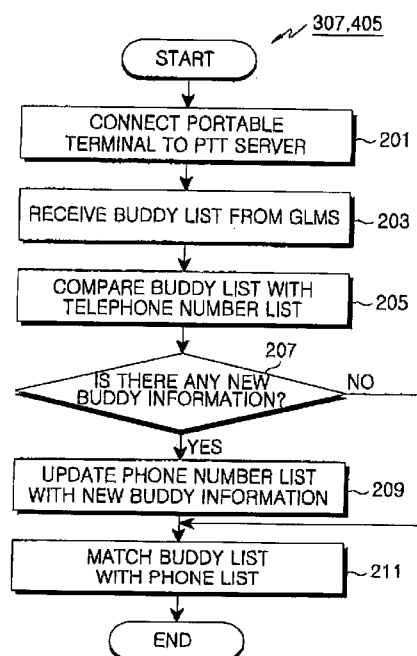 307,405
START
CONNECT PORTABLE
TERMINAL TO PTT SERVER
201
RECEIVE BUDDY LIST FROM GLMS
203
COMPARE BUDDY LIST WITH
TELEPHONE NUMBER LIST
205
207
IS THERE ANY NEW
BUDDY INFORMATION?
NO
YES
UPDATE PHONE NUMBER LIST
WITH NEW BUDDY INFORMATION
209
MATCH BUDDY LIST
WITH PHONE LIST
211
END